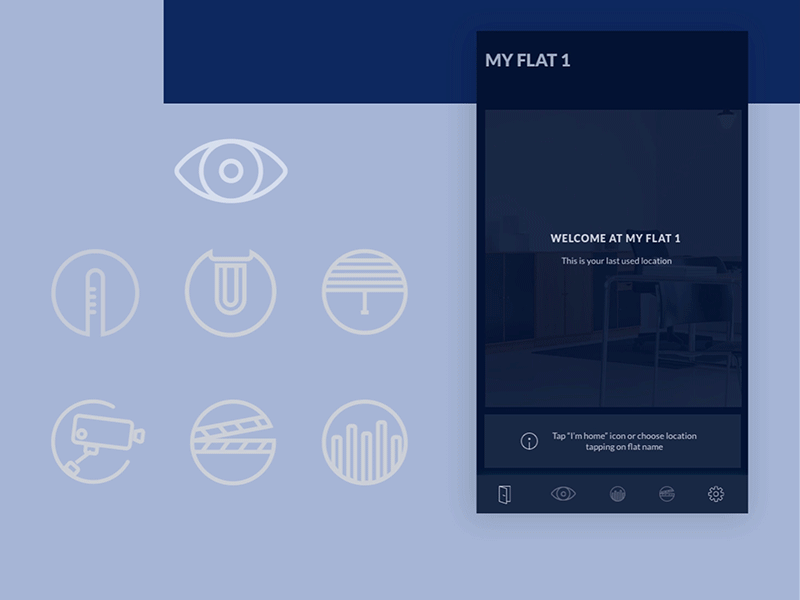 MY FLAT 1
WELCOME AT MY FLAT 1
This is your last used location
Tap "I'm home" icon or choose location
tapping on flat name